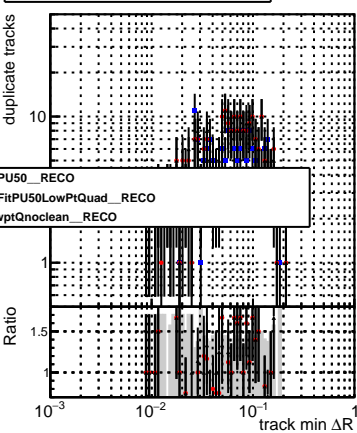 duplicate tracks
10
PU50__RECO
FitPU50LowPtQuad__RECO
wptQnoclean__RECO
1
Ratio
1.5
1
10⁻³ 10⁻² 10⁻¹ 1
track min ΔR